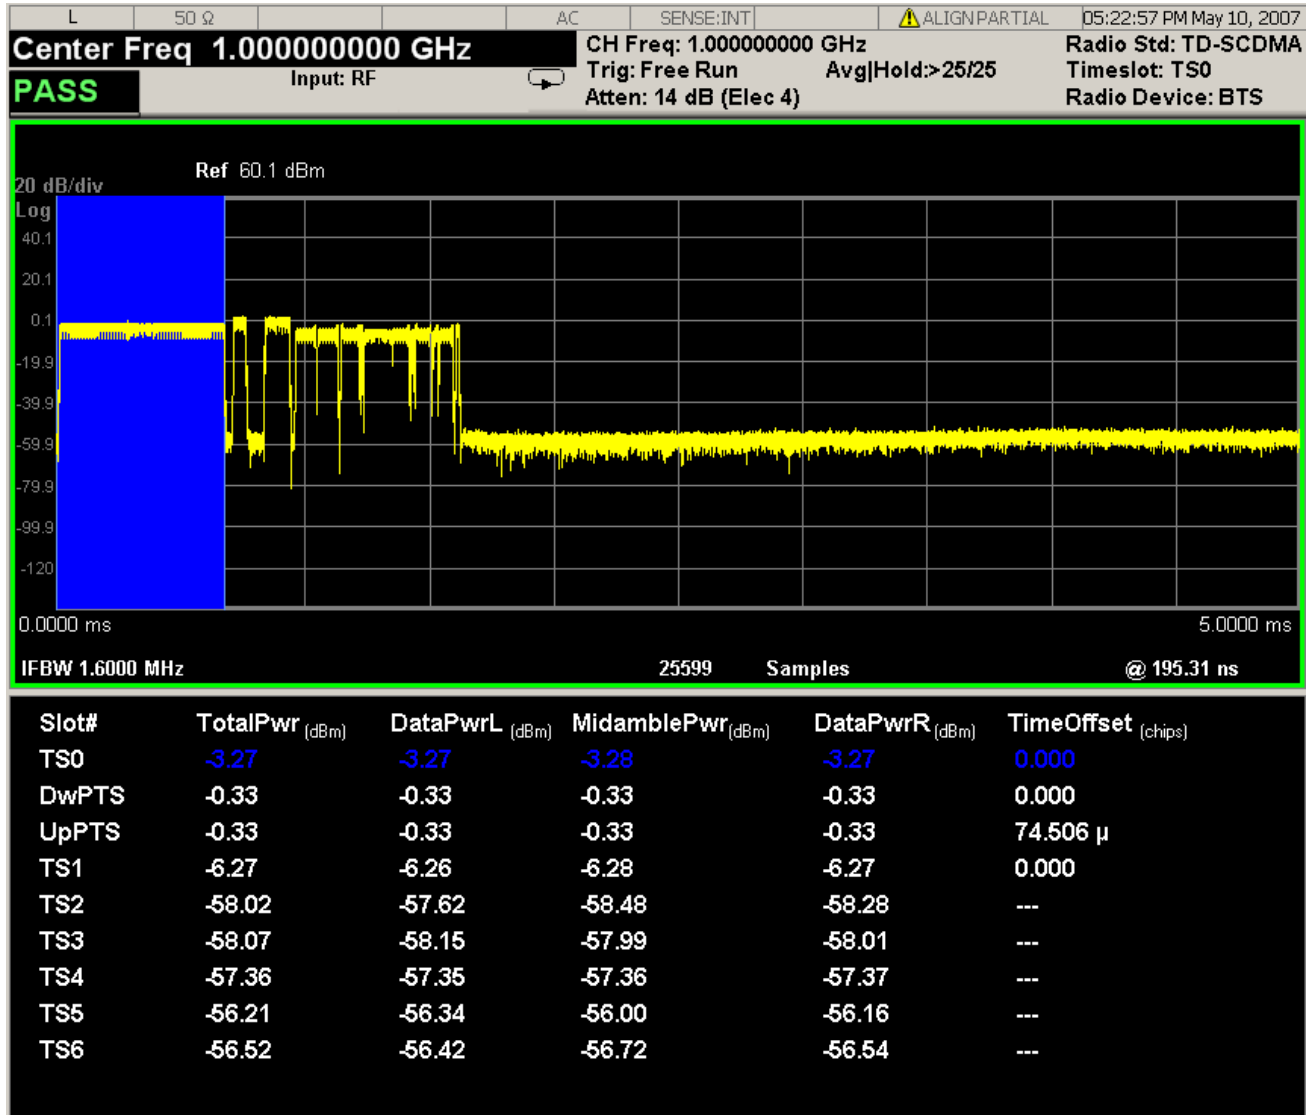 L 50 Ω AC SENSE:INT ALIGN PARTIAL 05:22:57 PM May 10, 2007
Center Freq 1.000000000 GHz
CH Freq: 1.000000000 GHz
Radio Std: TD-SCDMA
Input: RF
Trig: Free Run Avg|Hold:>25/25
Timeslot: TS0
PASS
Atten: 14 dB (Elec 4)
Radio Device: BTS
Ref 60.1 dBm
20 dB/div
Log
40.1
20.1
0.1
-19.9
-39.9
-59.9
-79.9
-99.9
-120
0.0000 ms 5.0000 ms
IFBW 1.6000 MHz 25599 Samples @ 195.31 ns
Slot# TotalPwr (dBm) DataPwrL (dBm) MidamblePwr(dBm) DataPwrR (dBm) TimeOffset (chips)
TS0 -3.27 -3.27 -3.28 -3.27 0.000
DwPTS -0.33 -0.33 -0.33 -0.33 0.000
UpPTS -0.33 -0.33 -0.33 -0.33 74.506 µ
TS1 -6.27 -6.26 -6.28 -6.27 0.000
TS2 -58.02 -57.62 -58.48 -58.28 ---
TS3 -58.07 -58.15 -57.99 -58.01 ---
TS4 -57.36 -57.35 -57.36 -57.37 ---
TS5 -56.21 -56.34 -56.00 -56.16 ---
TS6 -56.52 -56.42 -56.72 -56.54 ---